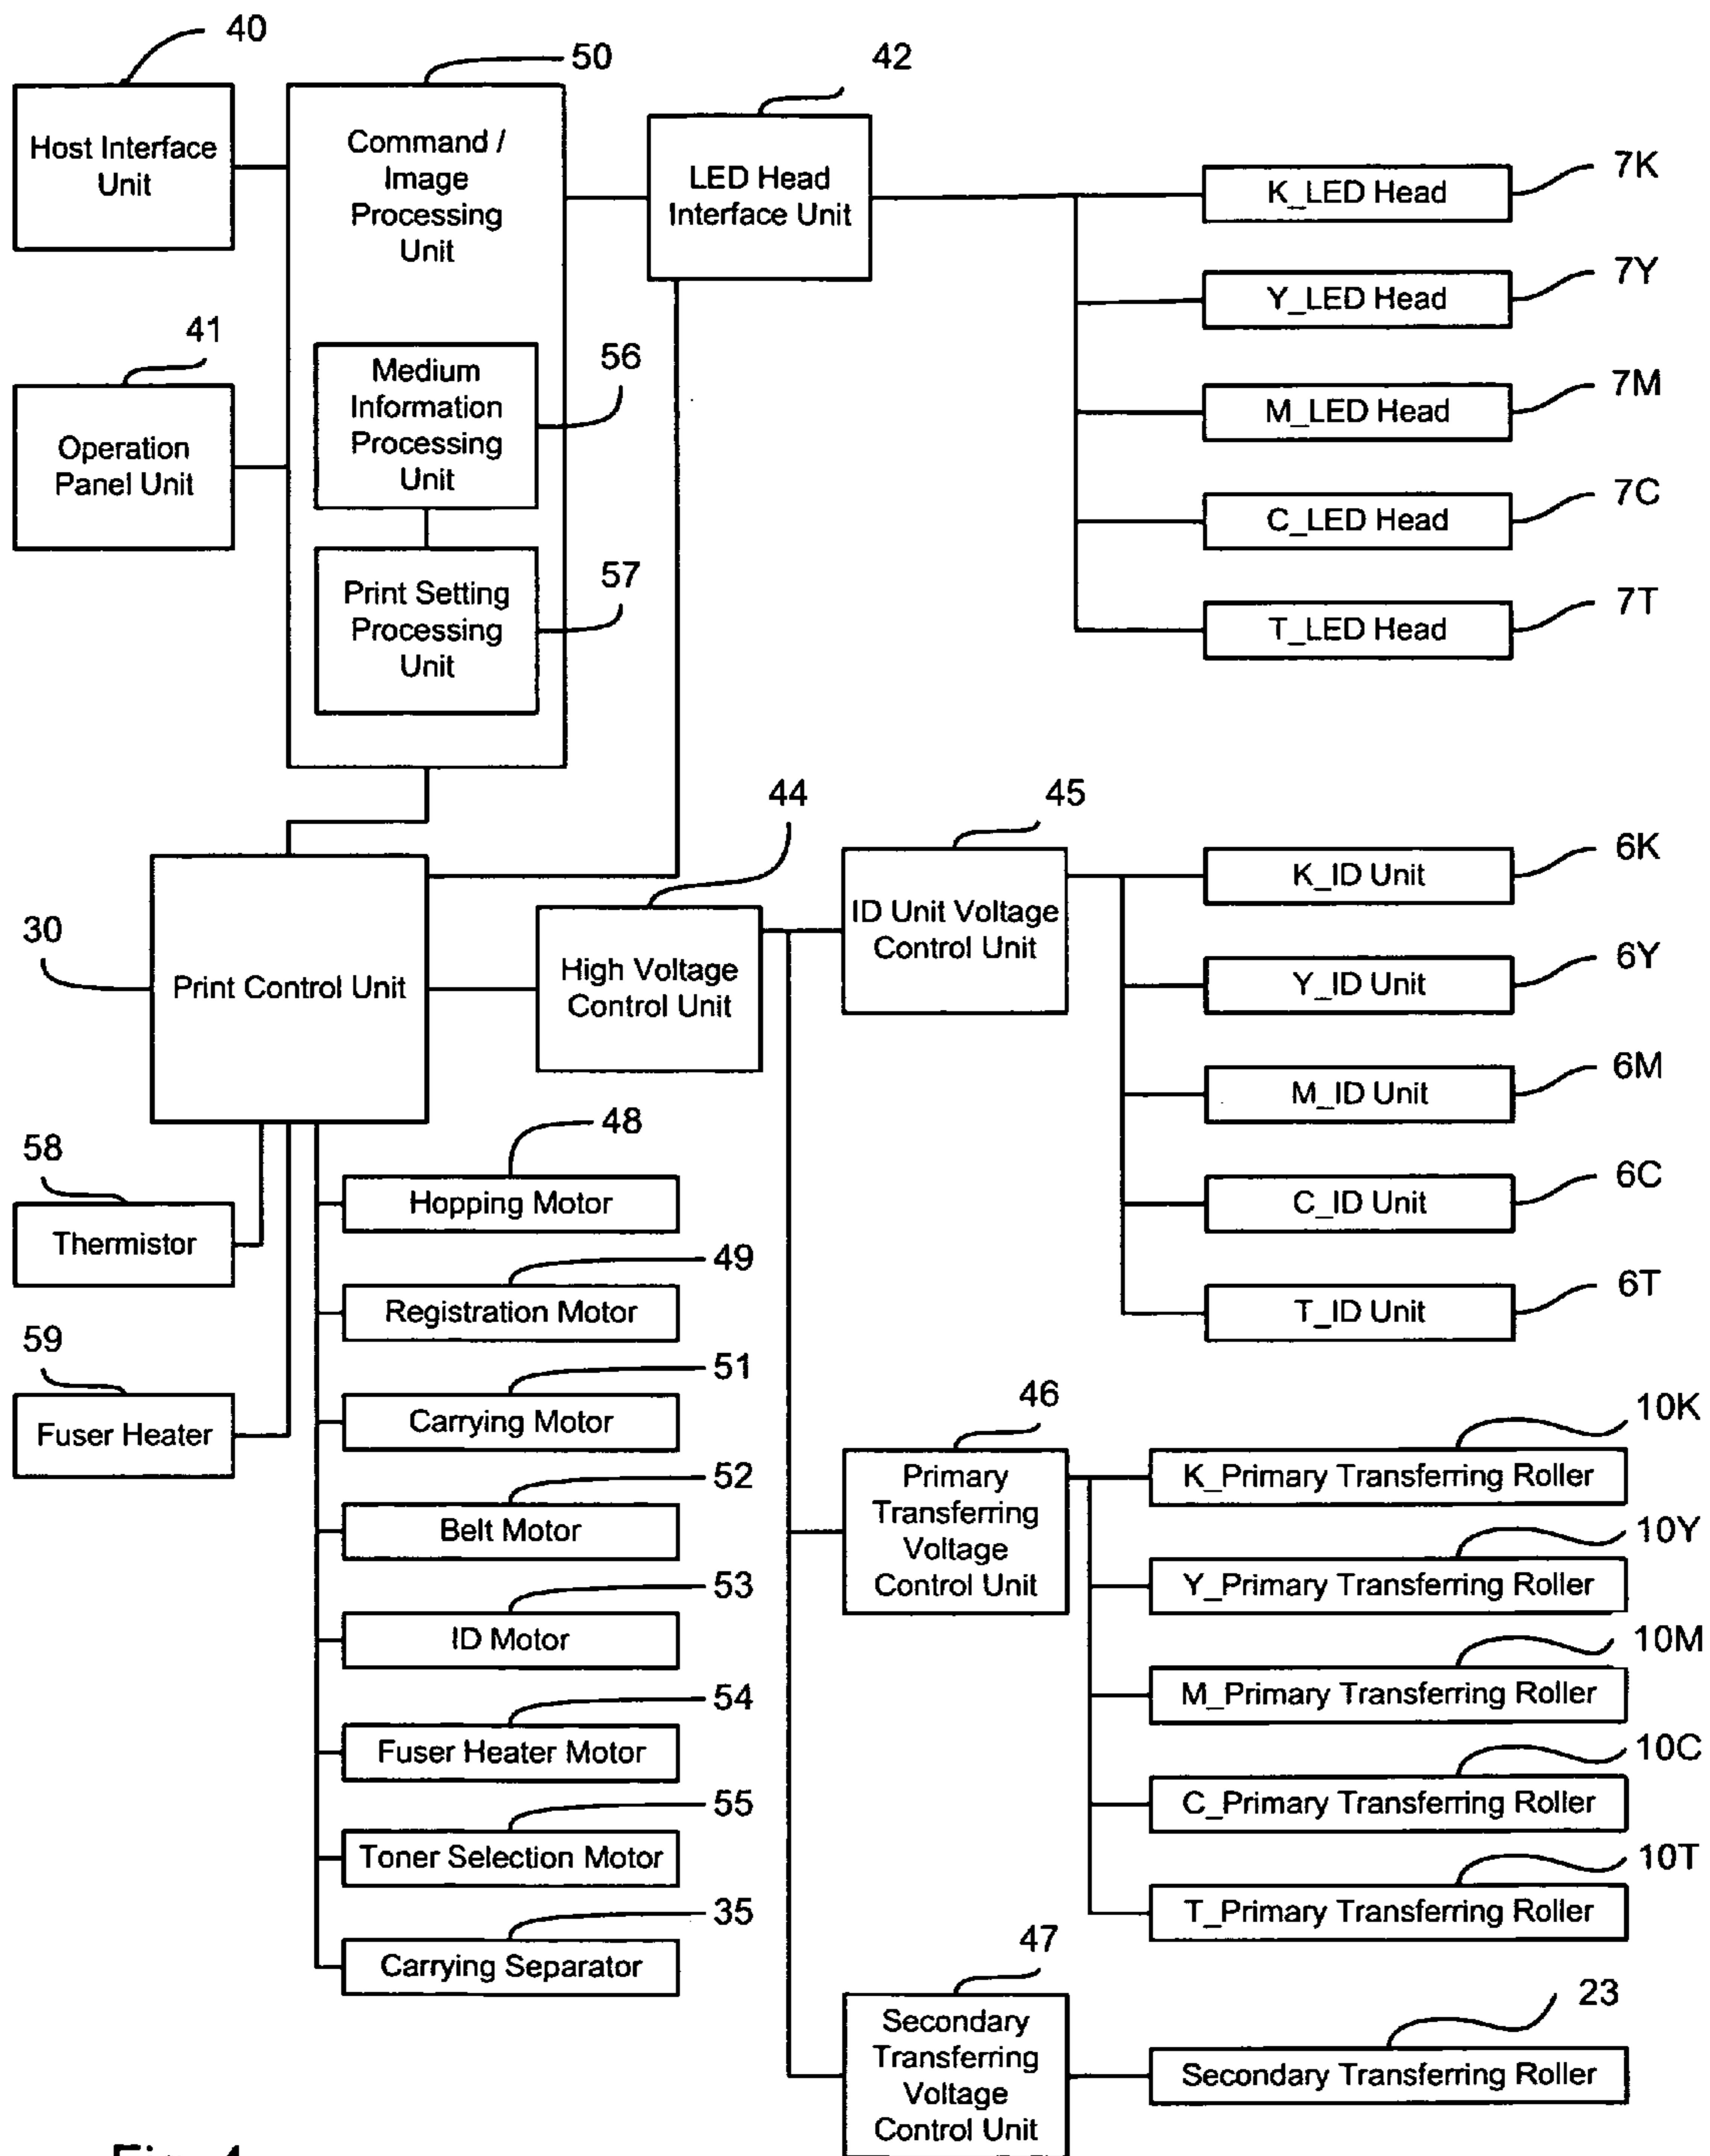 40
50
42
Host Interface
Unit
Command /
Image
Processing
Unit
LED Head
Interface Unit
K_LED Head
7K
Y_LED Head
7Y
M_LED Head
7M
C_LED Head
7C
T_LED Head
7T
41
Operation
Panel Unit
Medium
Information
Processing
Unit
56
Print Setting
Processing
Unit
57
44
45
30
Print Control Unit
High Voltage
Control Unit
ID Unit Voltage
Control Unit
K_ID Unit
6K
Y_ID Unit
6Y
M_ID Unit
6M
C_ID Unit
6C
T_ID Unit
6T
58
Thermistor
59
Fuser Heater
48
Hopping Motor
49
Registration Motor
51
Carrying Motor
52
Belt Motor
53
ID Motor
54
Fuser Heater Motor
55
Toner Selection Motor
35
Carrying Separator
46
Primary
Transferring
Voltage
Control Unit
10K
K_Primary Transferring Roller
10Y
Y_Primary Transferring Roller
10M
M_Primary Transferring Roller
10C
C_Primary Transferring Roller
10T
T_Primary Transferring Roller
47
Secondary
Transferring
Voltage
Control Unit
23
Secondary Transferring Roller